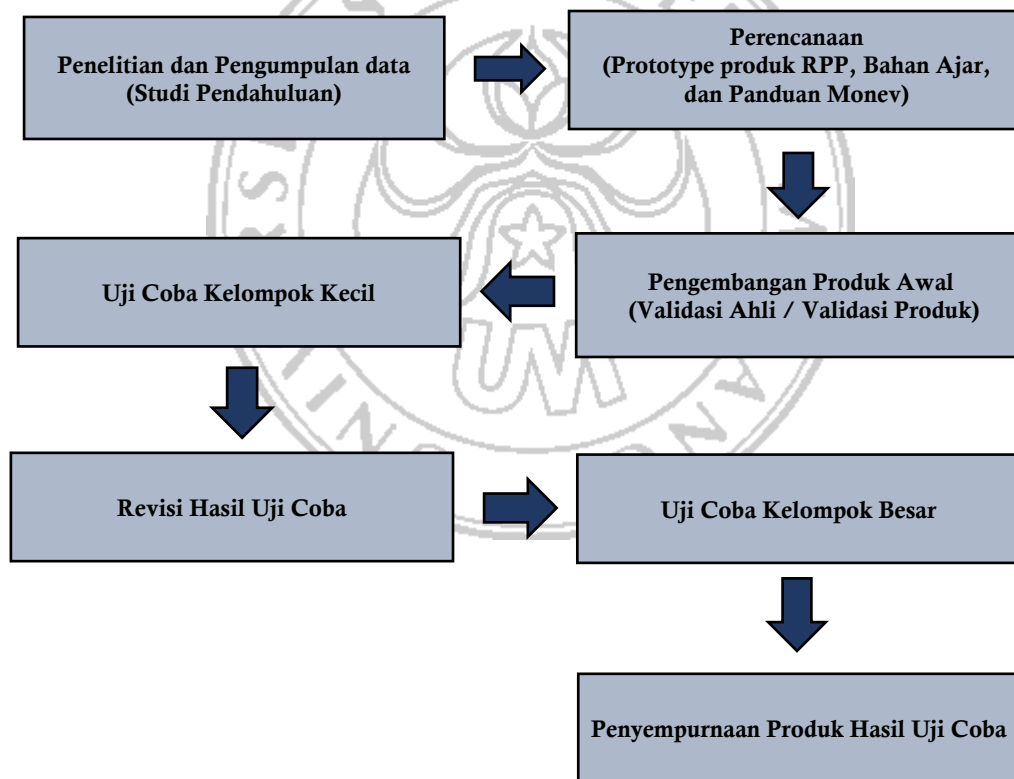 Penelitian dan Pengumpulan data
(Studi Pendahuluan)
Perencanaan
(Prototype produk RPP, Bahan Ajar,
dan Panduan Monev)
Pengembangan Produk Awal
(Validasi Ahli / Validasi Produk)
Uji Coba Kelompok Kecil
Revisi Hasil Uji Coba
Uji Coba Kelompok Besar
Penyempurnaan Produk Hasil Uji Coba
UM